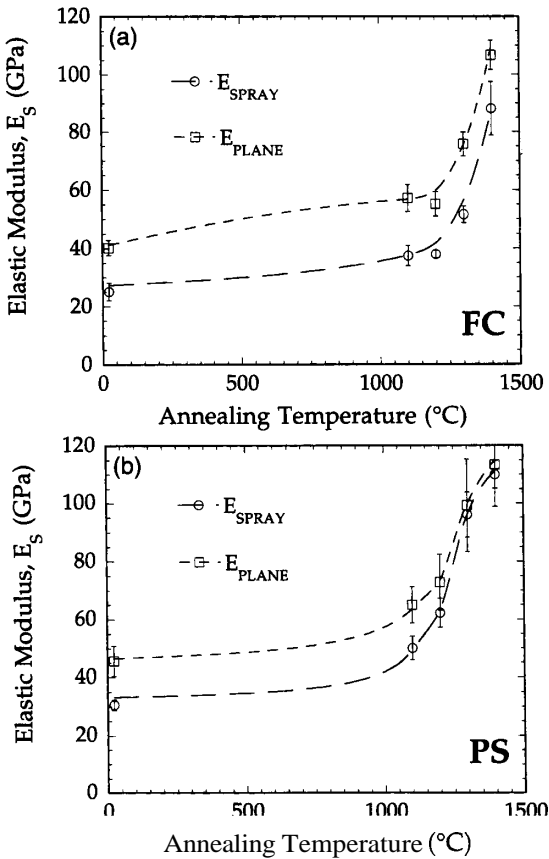 (a)
120
100
80
60
40
20
0
Elastic Modulus, E_S (GPa)
E_SPRAY
E_PLANE
FC
0 500 1000 1500
Annealing Temperature (°C)
(b)
120
100
80
60
40
20
0
Elastic Modulus, E_S (GPa)
E_SPRAY
E_PLANE
PS
0 500 1000 1500
Annealing Temperature (°C)